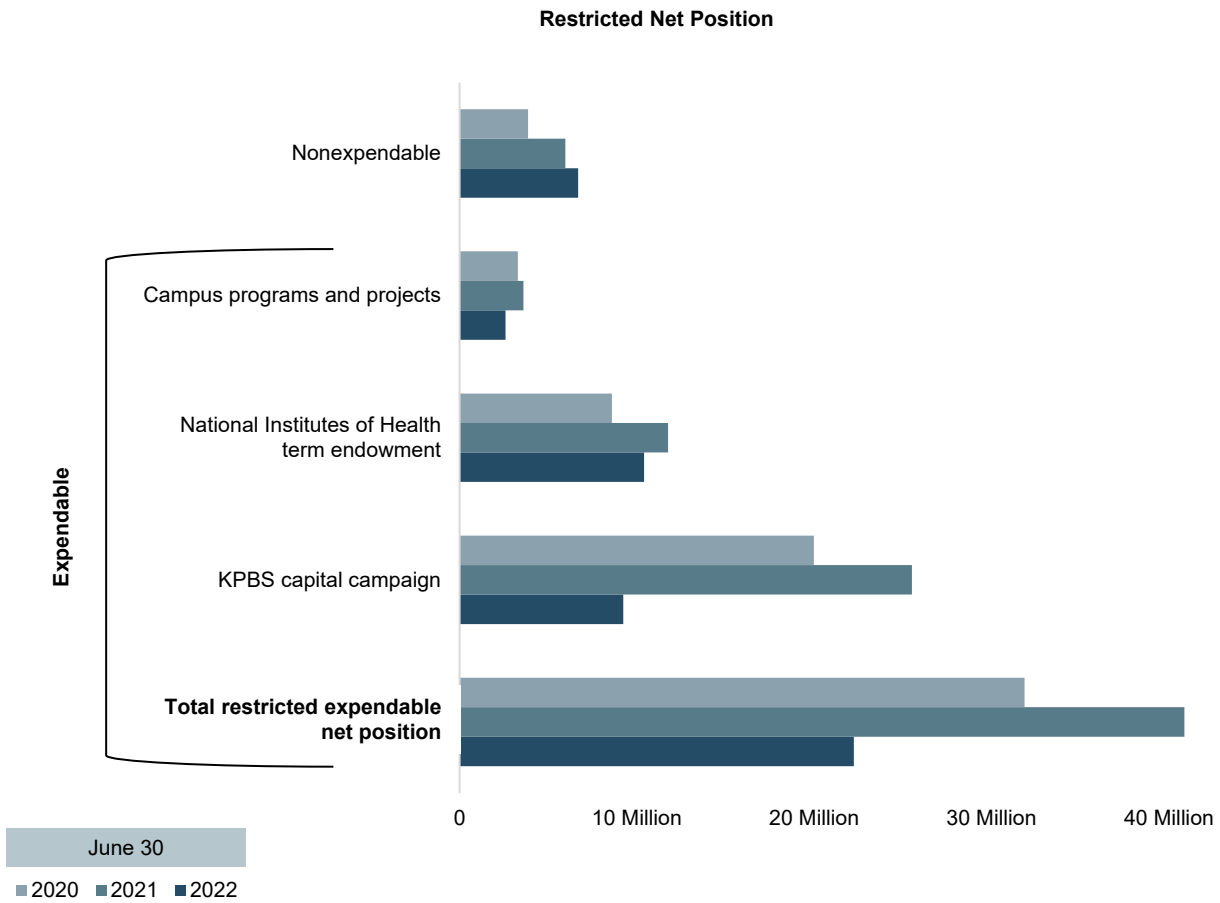 Restricted Net Position
Nonexpendable
Campus programs and projects
National Institutes of Health
term endowment
Expendable
KPBS capital campaign
Total restricted expendable
net position
0
10 Million
20 Million
30 Million
40 Million
June 30
2020
2021
2022